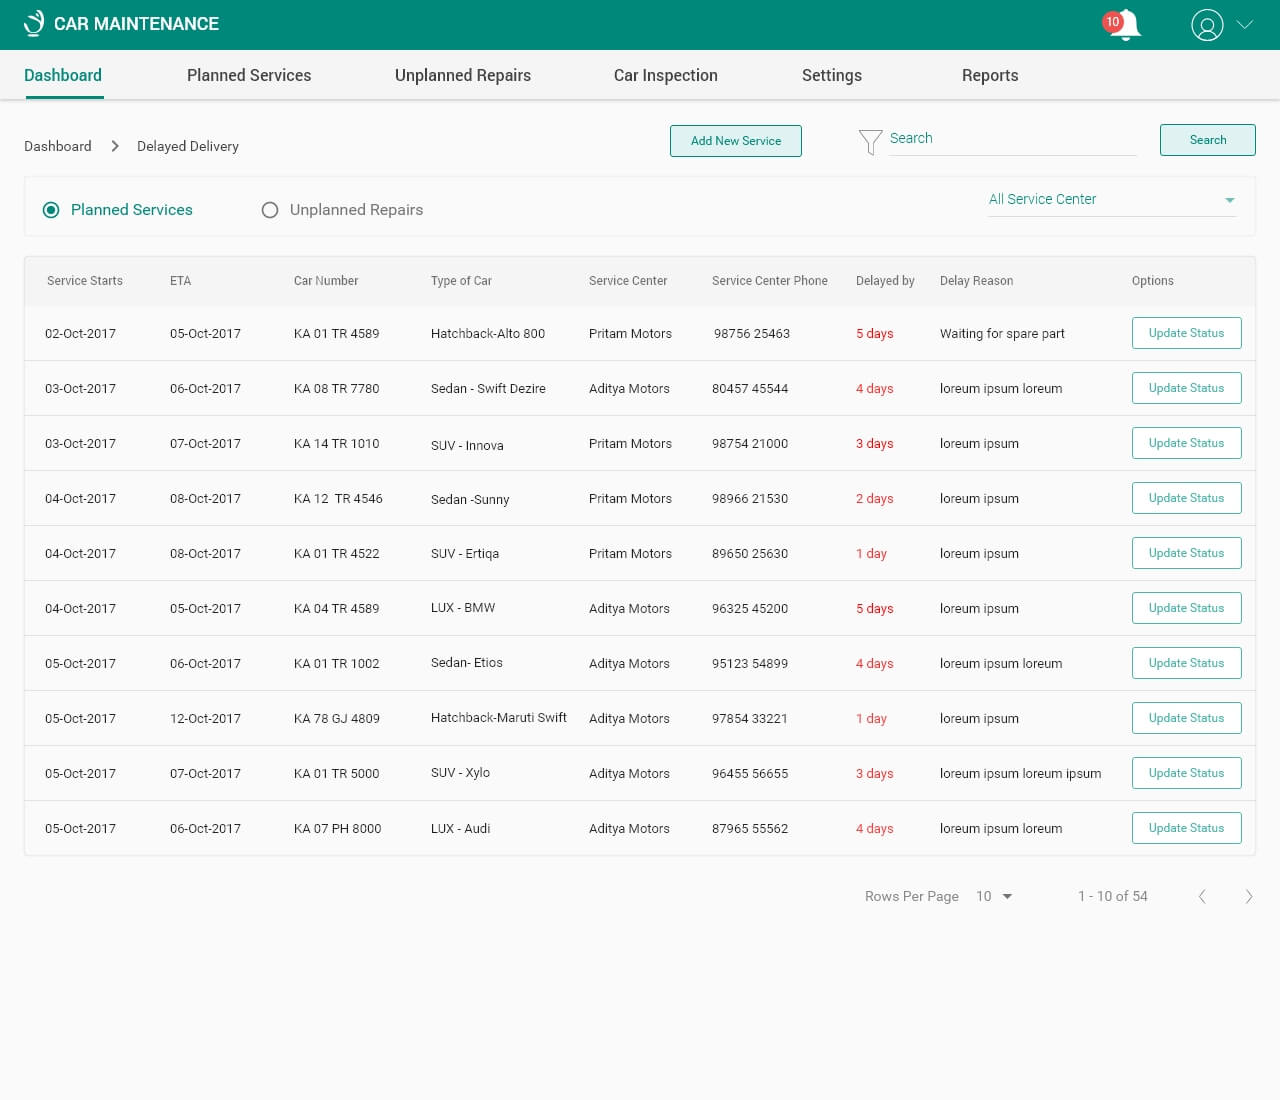 CAR MAINTENANCE 10
Dashboard Planned Services Unplanned Repairs Car Inspection Settings Reports
Dashboard Delayed Delivery Add New Service Search Search
Planned Services Unplanned Repairs All Service Center
Service Starts ETA Car Number Type of Car Service Center Service Center Phone Delayed by Delay Reason Options
02-Oct-2017 05-Oct-2017 KA 01 TR 4589 Hatchback-Alto 800 Pritam Motors 98756 25463 5 days Waiting for spare part Update Status
03-Oct-2017 06-Oct-2017 KA 08 TR 7780 Sedan - Swift Dezire Aditya Motors 80457 45544 4 days loreum ipsum loreum Update Status
03-Oct-2017 07-Oct-2017 KA 14 TR 1010 SUV - Innova Pritam Motors 98754 21000 3 days loreum ipsum Update Status
04-Oct-2017 08-Oct-2017 KA 12 TR 4546 Sedan -Sunny Pritam Motors 98966 21530 2 days loreum ipsum Update Status
04-Oct-2017 08-Oct-2017 KA 01 TR 4522 SUV - Ertiqa Pritam Motors 89650 25630 1 day loreum ipsum Update Status
04-Oct-2017 05-Oct-2017 KA 04 TR 4589 LUX - BMW Aditya Motors 96325 45200 5 days loreum ipsum Update Status
05-Oct-2017 06-Oct-2017 KA 01 TR 1002 Sedan- Etios Aditya Motors 95123 54899 4 days loreum ipsum loreum Update Status
05-Oct-2017 12-Oct-2017 KA 78 GJ 4809 Hatchback-Maruti Swift Aditya Motors 97854 33221 1 day loreum ipsum Update Status
05-Oct-2017 07-Oct-2017 KA 01 TR 5000 SUV - Xylo Aditya Motors 96455 56655 3 days loreum ipsum loreum ipsum Update Status
05-Oct-2017 06-Oct-2017 KA 07 PH 8000 LUX - Audi Aditya Motors 87965 55562 4 days loreum ipsum loreum Update Status
Rows Per Page 10 1 - 10 of 54